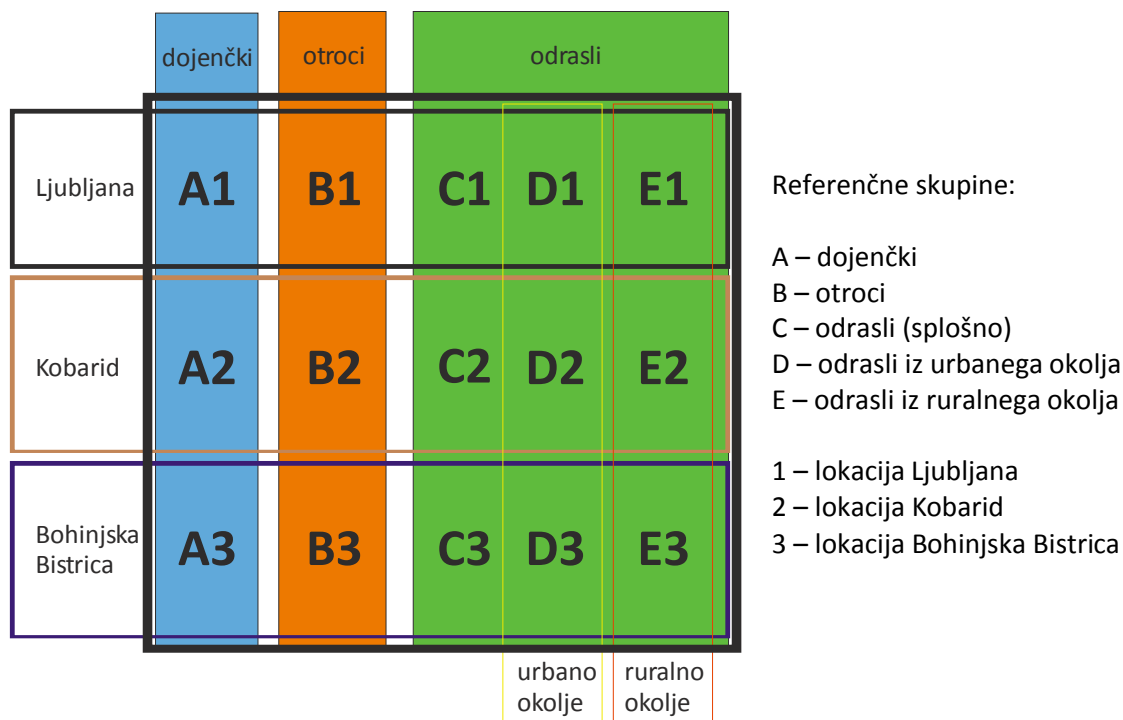 dojenčki
otroci
odrasli
Ljubljana
A1
B1
C1
D1
E1
Kobarid
A2
B2
C2
D2
E2
Bohinjska
Bistrica
A3
B3
C3
D3
E3
urbano
okolje
ruralno
okolje
Referenčne skupine:
A – dojenčki
B – otroci
C – odrasli (splošno)
D – odrasli iz urbanega okolja
E – odrasli iz ruralnega okolja
1 – lokacija Ljubljana
2 – lokacija Kobarid
3 – lokacija Bohinjska Bistrica